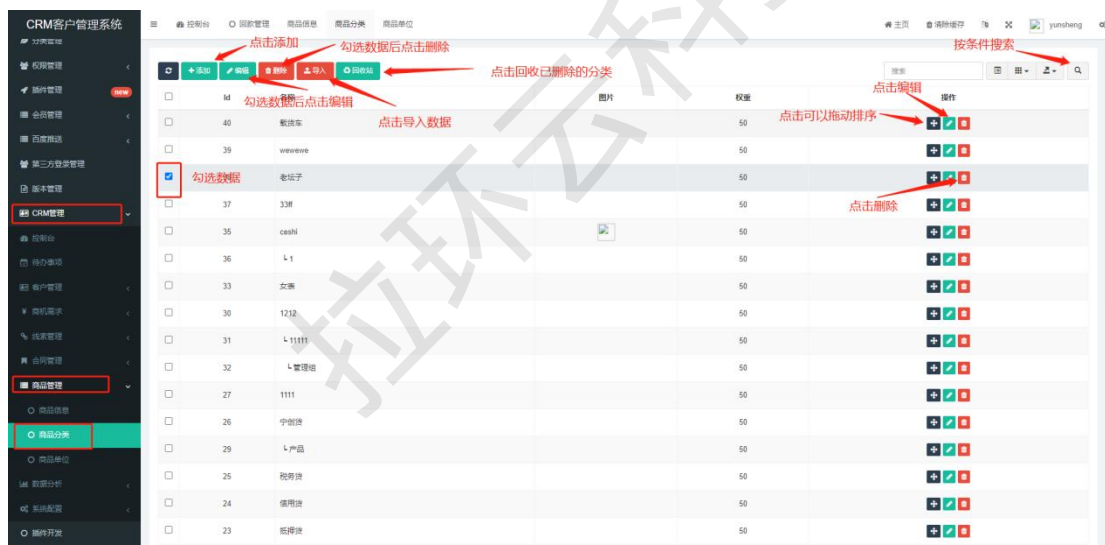 CRM客户管理系统
控制台
回款管理
商品信息
商品分类
商品单位
主页
清除缓存
yunsheng
分类管理
权限管理
插件管理
new
会员管理
百度推送
第三方登录管理
版本管理
CRM管理
控制台
待办事项
客户管理
商机需求
线索管理
合同管理
商品管理
商品信息
商品分类
商品单位
数据分析
系统配置
插件开发
点击添加
勾选数据后点击删除
按条件搜索
添加
编辑
删除
导入
回收站
点击回收已删除的分类
搜索
勾选数据后点击编辑
点击导入数据
点击编辑
点击可以拖动排序
勾选数据
点击删除
Id 名称 图片 权重 操作
40 载货车 50
39 wewewe 50
老坛子 50
37 33ff 50
35 ceshi 50
36 └ 1 50
33 女表 50
30 1212 50
31 └ 11111 50
32 └ 管理组 50
27 1111 50
26 宁创货 50
29 └ 产品 50
25 税务贷 50
24 信用贷 50
23 抵押贷 50
拉环云科